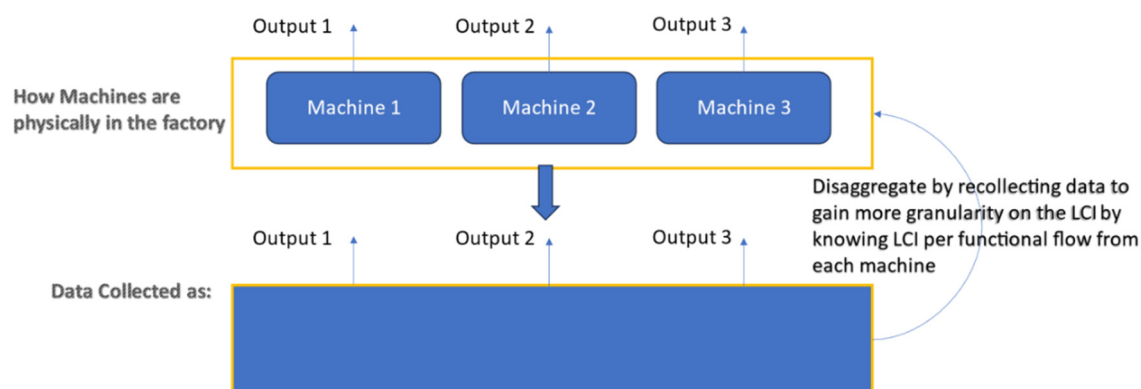 Output 1
Output 2
Output 3
How Machines are
physically in the factory
Machine 1
Machine 2
Machine 3
Disaggregate by recollecting data to
gain more granularity on the LCI by
knowing LCI per functional flow from
each machine
Output 1
Output 2
Output 3
Data Collected as: